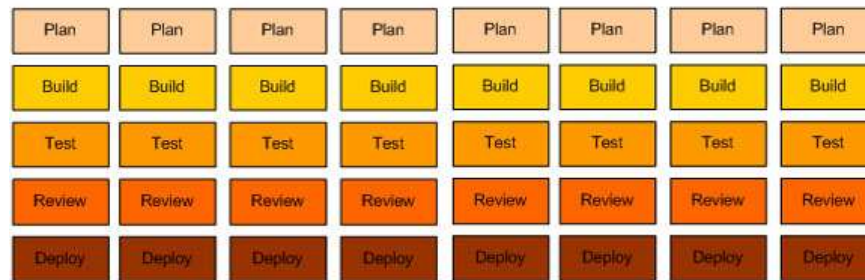 Plan Plan Plan Plan Plan Plan Plan Plan
Build Build Build Build Build Build Build Build
Test Test Test Test Test Test Test Test
Review Review Review Review Review Review Review Review
Deploy Deploy Deploy Deploy Deploy Deploy Deploy Deploy